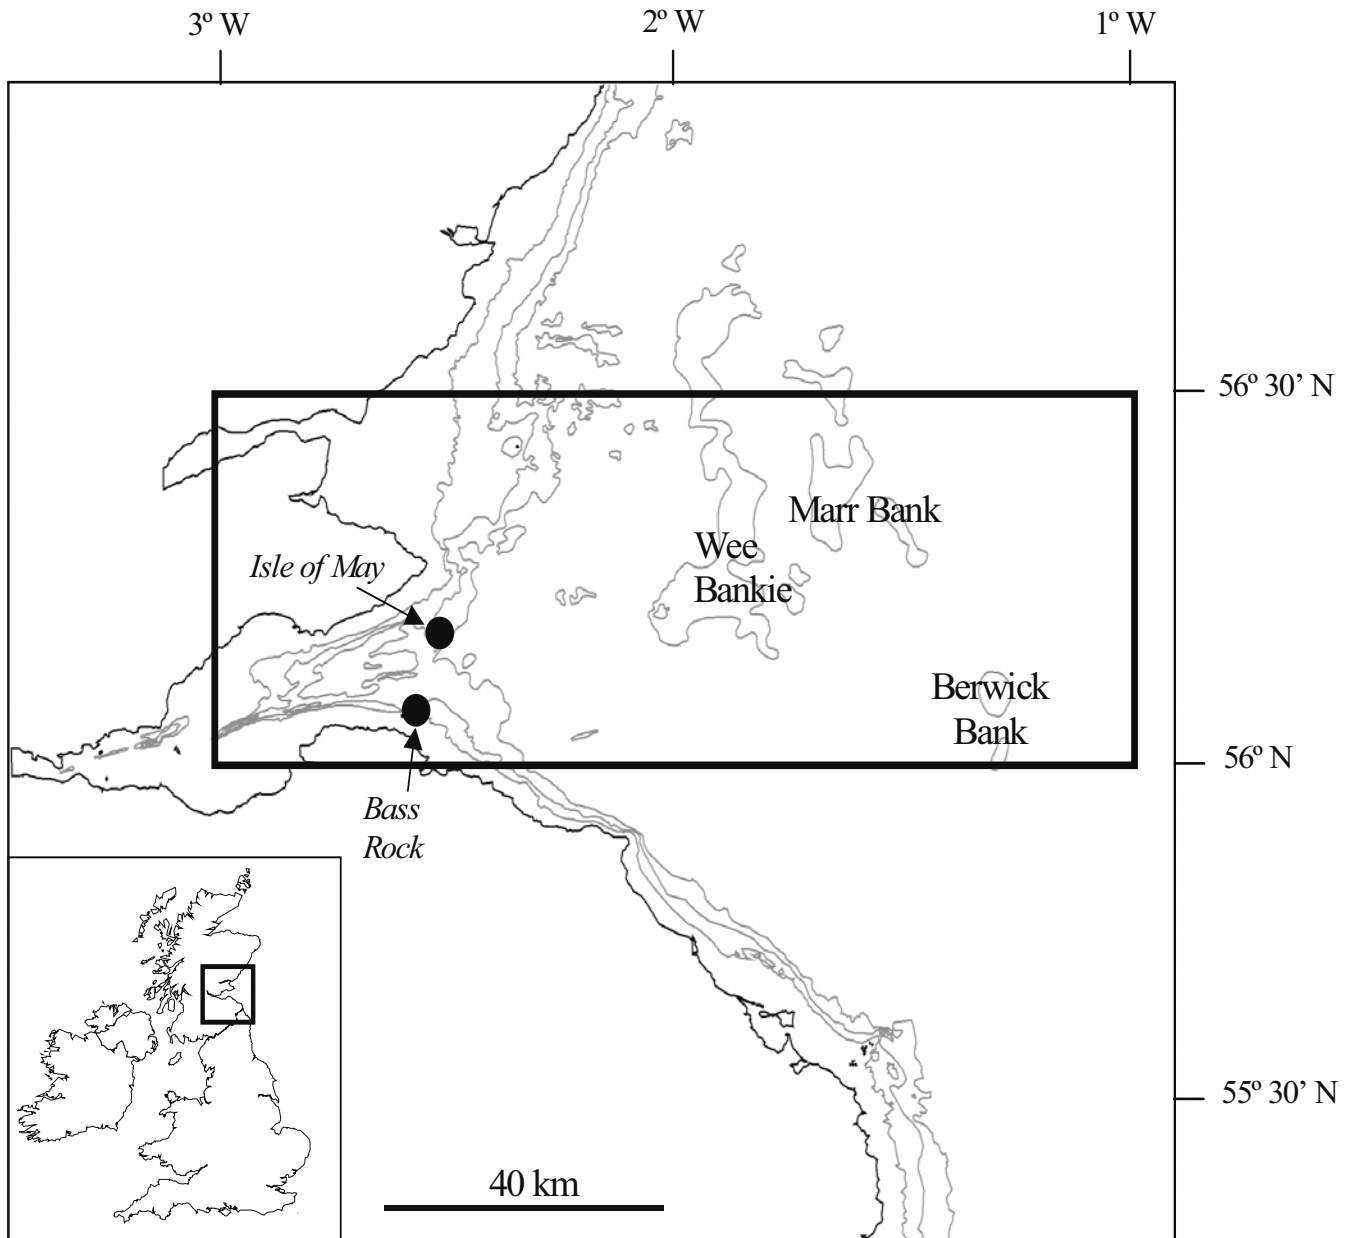 3º W
2º W
1º W
56º 30’ N
Marr Bank
Wee
Bankie
Isle of May
Berwick
Bank
56º N
Bass
Rock
55º 30’ N
40 km